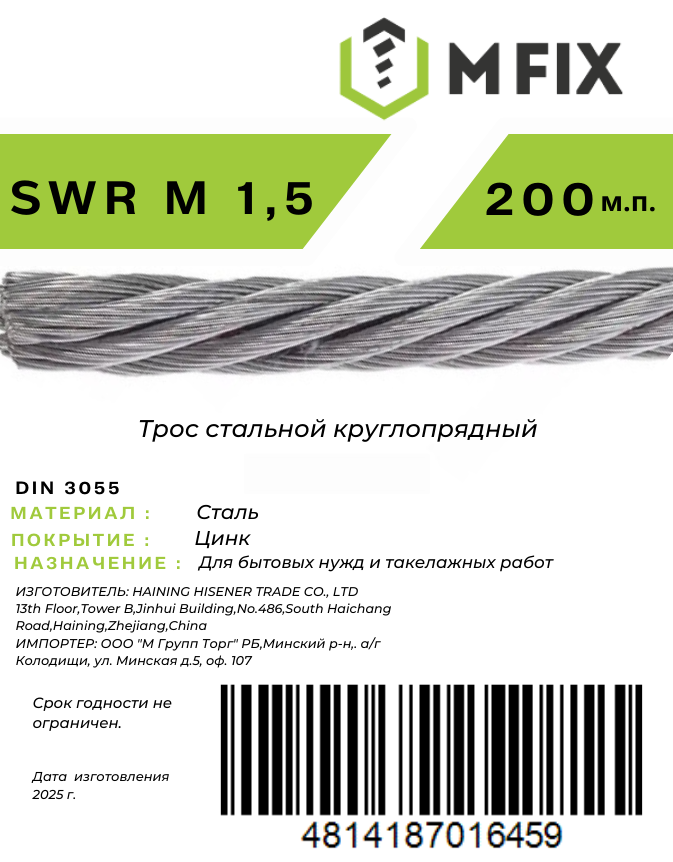 M FIX
SWR M 1,5
200 м.п.
Трос стальной круглопрядный
DIN 3055
МАТЕРИАЛ : Сталь
ПОКРЫТИЕ : Цинк
НАЗНАЧЕНИЕ : Для бытовых нужд и такелажных работ
ИЗГОТОВИТЕЛЬ: HAINING HISENER TRADE CO., LTD
13th Floor,Tower B,Jinhui Building,No.486,South Haichang
Road,Haining,Zhejiang,China
ИМПОРТЕР: ООО "М Групп Торг" РБ,Минский р-н,. а/г
Колодищи, ул. Минская д.5, оф. 107
Срок годности не
ограничен.
Дата изготовления
2025 г.
4814187016459